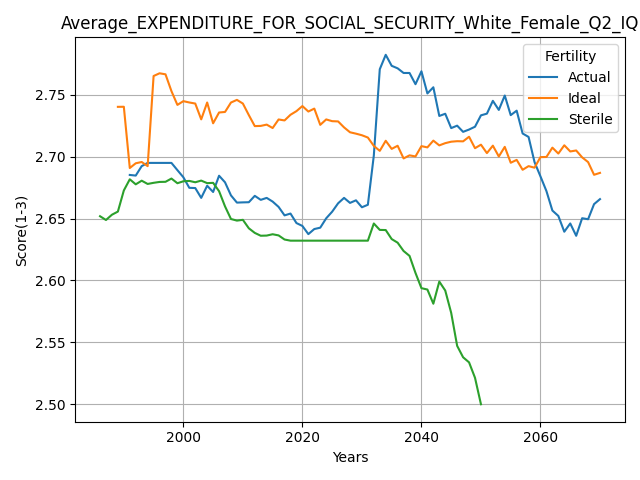 Average_EXPENDITURE_FOR_SOCIAL_SECURITY_White_Female_Q2_IQ
Fertility
Actual
Ideal
Sterile
Score(1-3)
2.75
2.70
2.65
2.60
2.55
2.50
2000 2020 2040 2060
Years